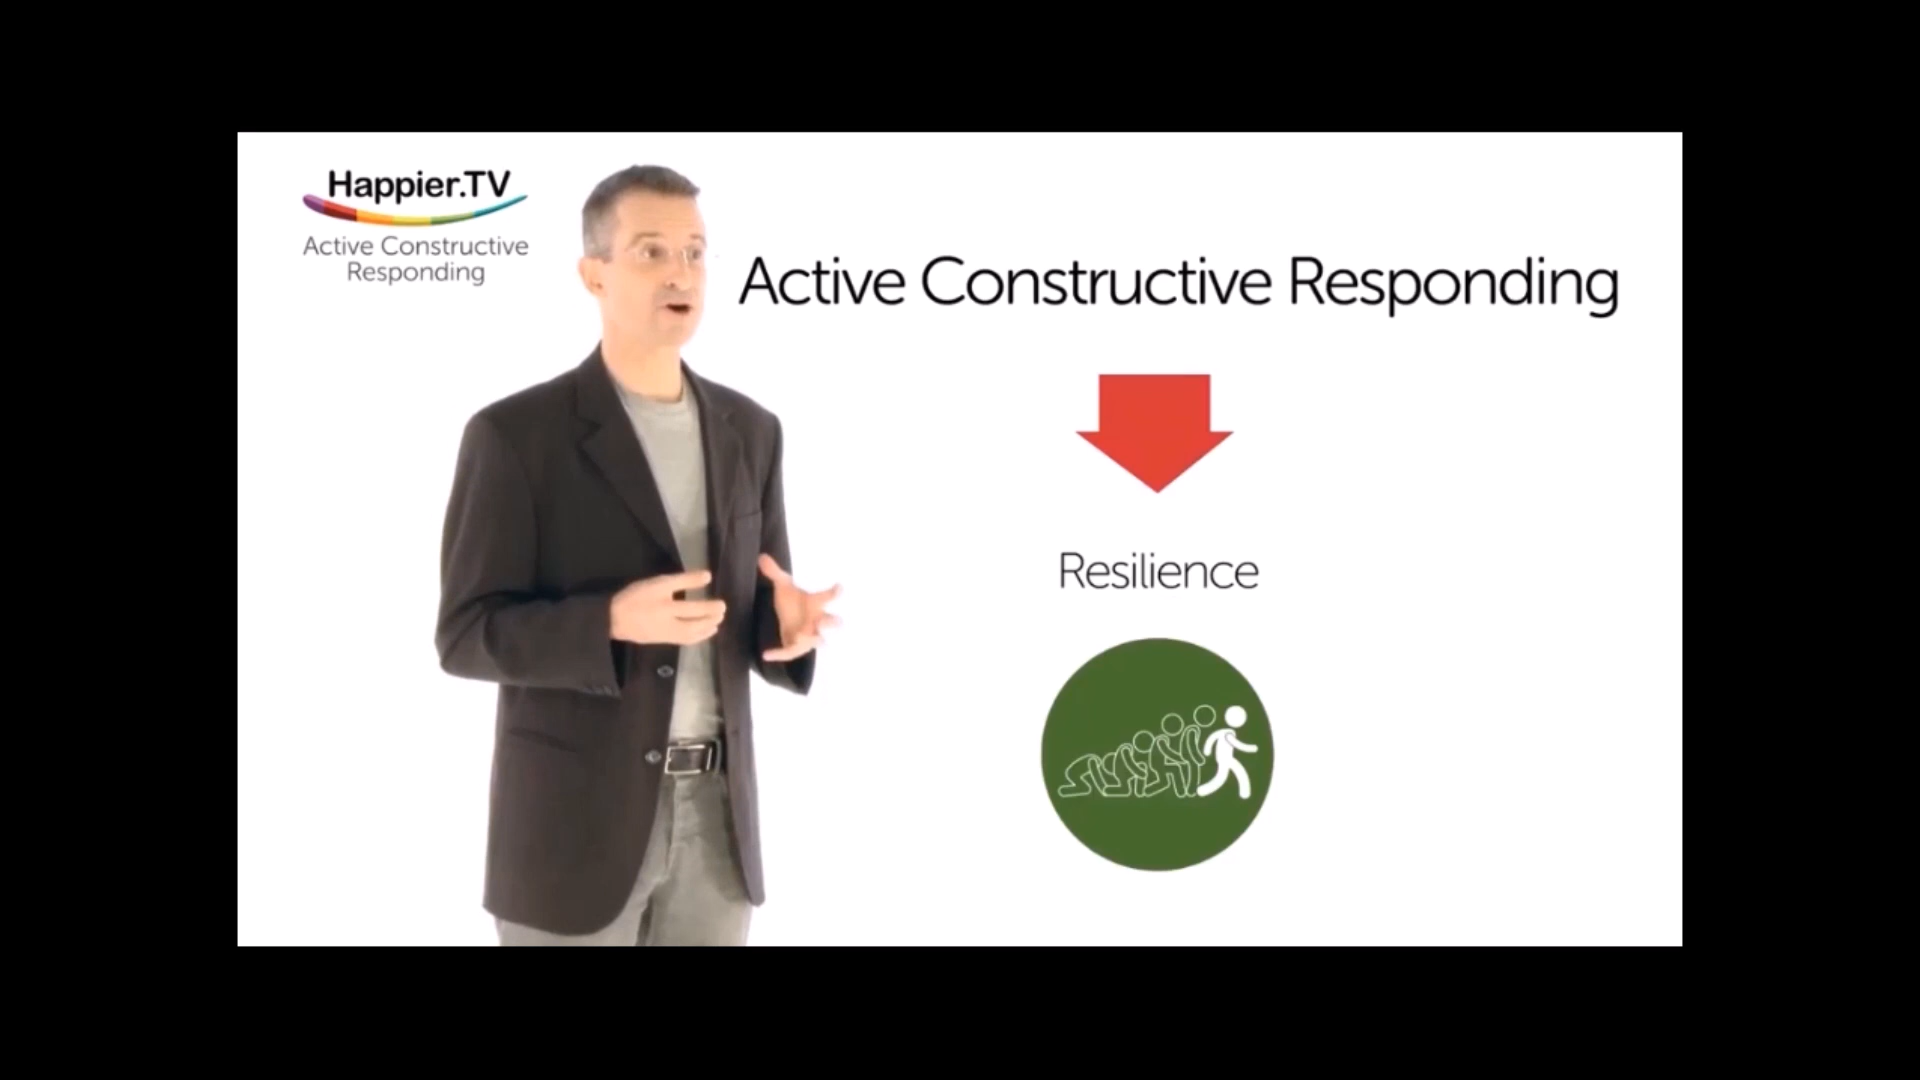 Happier.TV
Active Constructive
Responding
Active Constructive Responding
Resilience